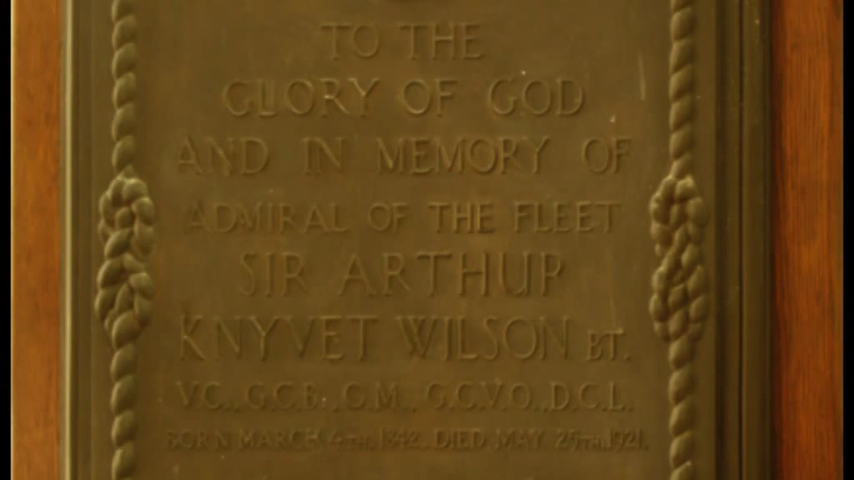 TO THE
GLORY OF GOD
AND IN MEMORY OF
ADMIRAL OF THE FLEET
SIR ARTHUR
KNYVET WILSON BT.
V.C., G.C.B., O.M., G.C.V.O., D.C.L.
BORN MARCH 4TH, 1842. DIED MAY 25TH, 1921.